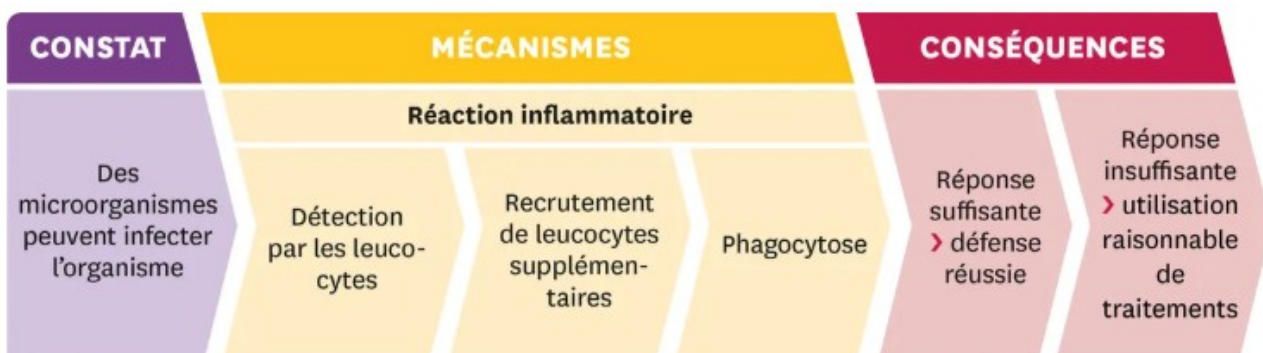 CONSTAT
MÉCANISMES
CONSÉQUENCES
Réaction inflammatoire
Des
microorganismes
peuvent infecter
l'organisme
Détection
par les leuco-
cytes
Recrutement
de leucocytes
supplémen-
taires
Phagocytose
Réponse
suffisante
› défense
réussie
Réponse
insuffisante
› utilisation
raisonnable
de
traitements